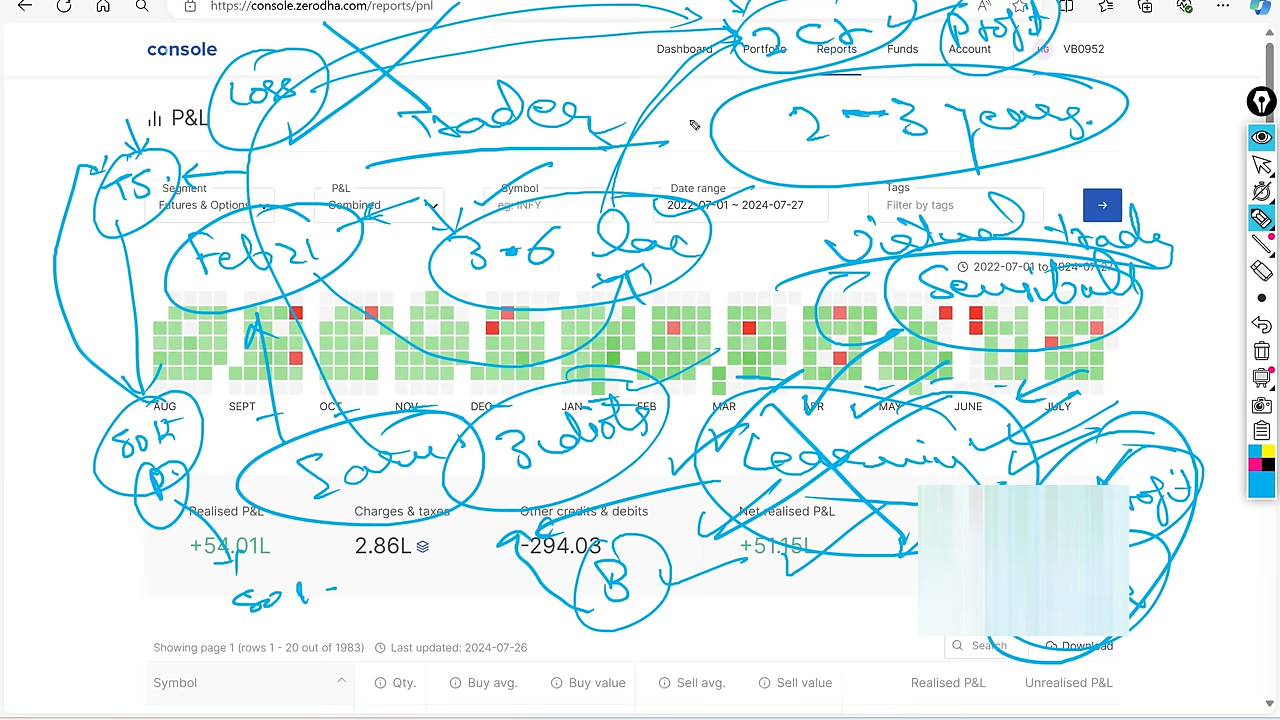 https://console.zerodha.com/reports/pnl
console
Dashboard Portfolio Reports Funds Account VB0952
2 Cr Profit
Loss
P&L
Trader
2 - 3 years.
TS.
Segment P&L Symbol Date range Tags
Futures & Options Combined eg: INFY 2022-07-01 ~ 2024-07-27 Filter by tags
Feb 21
3-6 lac
Virtual trade
2022-07-01 to 2024-07-27
AUG SEPT OCT NOV DEC JAN FEB MAR APR MAY JUNE JULY
80K
3 idiots
Learning
P.
Profit
Realised P&L Charges & taxes Other credits & debits Net realised P&L
+54.01L 2.86L -294.03 +51.15L
B
Showing page 1 (rows 1 - 20 out of 1983) Last updated: 2024-07-26 Search Download
Symbol Qty. Buy avg. Buy value Sell avg. Sell value Realised P&L Unrealised P&L